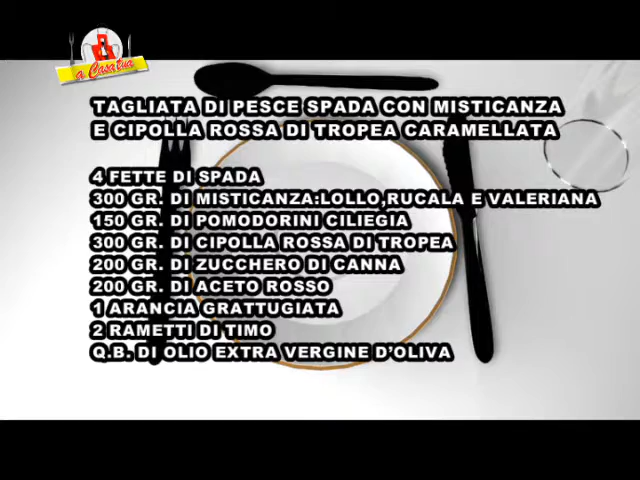 a Casa tua
TAGLIATA DI PESCE SPADA CON MISTICANZA
E CIPOLLA ROSSA DI TROPEA CARAMELLATA
4 FETTE DI SPADA
300 GR. DI MISTICANZA:LOLLO,RUCALA E VALERIANA
150 GR. DI POMODORINI CILIEGIA
300 GR. DI CIPOLLA ROSSA DI TROPEA
200 GR. DI ZUCCHERO DI CANNA
200 GR. DI ACETO ROSSO
1 ARANCIA GRATTUGIATA
2 RAMETTI DI TIMO
Q.B. DI OLIO EXTRA VERGINE D'OLIVA